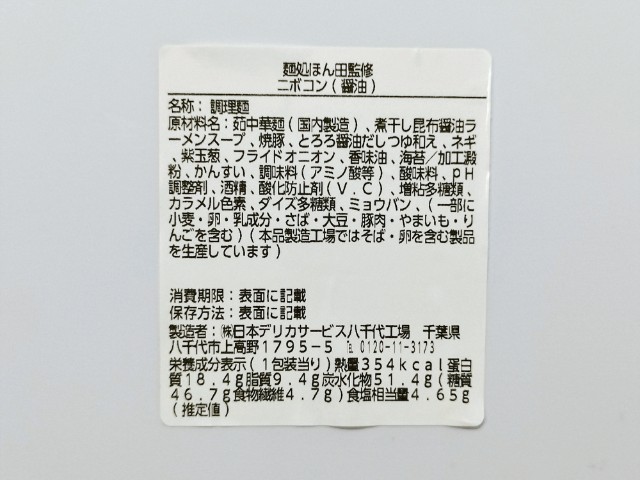 麵処ほん田監修
ニボコン(醤油)
名称:調理麺
原材料名:茹中華麺(国内製造)、煮干し昆布醤油ラ
ーメンスープ、焼豚、とろろ醤油だしつゆ和え、ネギ
、紫玉葱、フライドオニオン、香味油、海苔/加工澱
粉、かんすい、調味料(アミノ酸等)、酸味料、pH
調整剤、酒精、酸化防止剤(V.C)、増粘多糖類、
カラメル色素、ダイズ多糖類、ミョウバン、(一部に
小麦・卵・乳成分・さば・大豆・豚肉・やまいも・り
んごを含む)(本品製造工場ではそば・卵を含む製品
を生産しています)
消費期限:表面に記載
保存方法:表面に記載
製造者:㈱日本デリカサービス八千代工場 千葉県
八千代市上高野1795-5 ℡ 0120-11-3173
栄養成分表示(1包装当り)熱量354kcal蛋白
質18.4g脂質9.4g炭水化物51.4g(糖質
46.7g食物繊維4.7g)食塩相当量4.65g
(推定値)